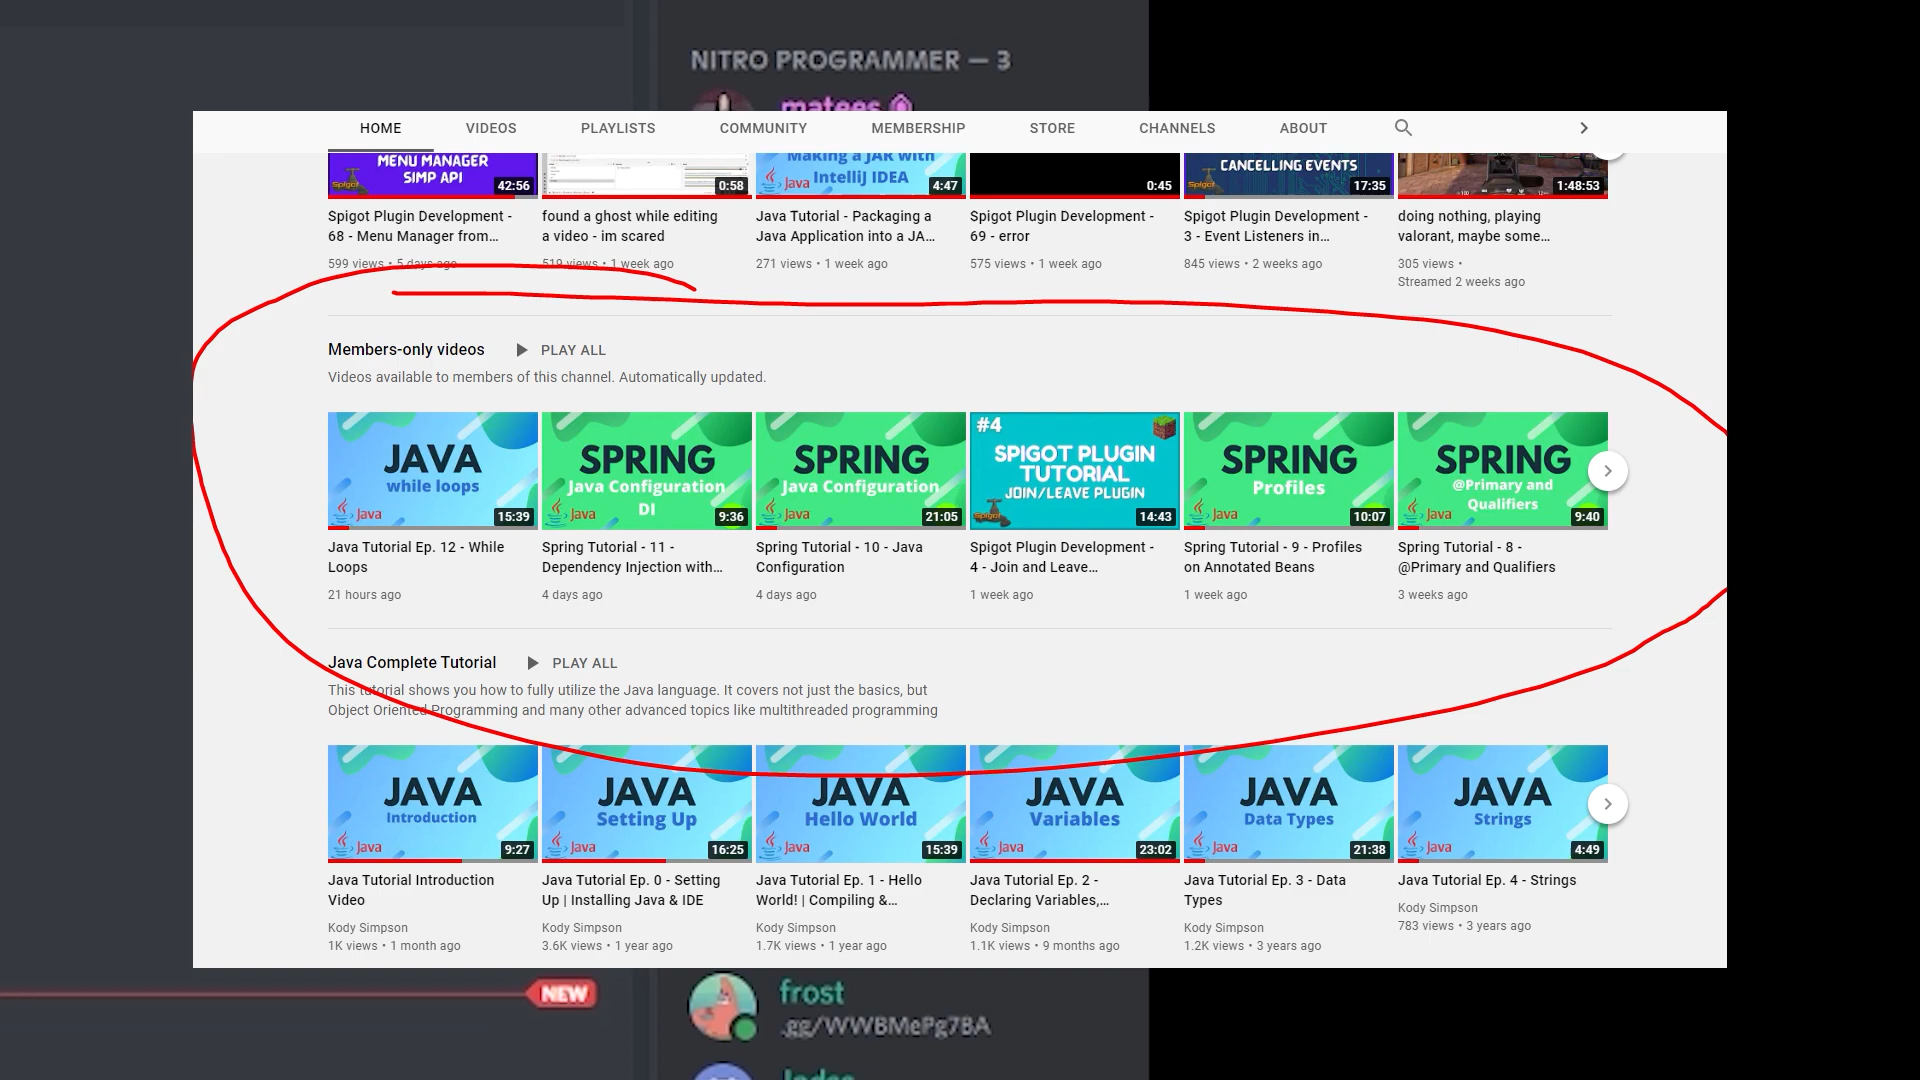 NITRO PROGRAMMER — 3
matees
HOME VIDEOS PLAYLISTS COMMUNITY MEMBERSHIP STORE CHANNELS ABOUT
MENU MANAGER
SIMP API
Spigot
42:56
0:58
Making a JAR with
IntelliJ IDEA
Java
4:47
0:45
CANCELLING EVENTS
Spigot
17:35
1:48:53
Spigot Plugin Development -
68 - Menu Manager from...
599 views • 5 days ago
found a ghost while editing
a video - im scared
519 views • 1 week ago
Java Tutorial - Packaging a
Java Application into a JA...
271 views • 1 week ago
Spigot Plugin Development -
69 - error
575 views • 1 week ago
Spigot Plugin Development -
3 - Event Listeners in...
845 views • 2 weeks ago
doing nothing, playing
valorant, maybe some...
305 views •
Streamed 2 weeks ago
Members-only videos PLAY ALL
Videos available to members of this channel. Automatically updated.
JAVA
while loops
Java
15:39
SPRING
Java Configuration
DI
Java
9:36
SPRING
Java Configuration
Java
21:05
#4
SPIGOT PLUGIN
TUTORIAL
JOIN/LEAVE PLUGIN
Spigot
14:43
SPRING
Profiles
Java
10:07
SPRING
@Primary and
Qualifiers
Java
9:40
Java Tutorial Ep. 12 - While
Loops
21 hours ago
Spring Tutorial - 11 -
Dependency Injection with...
4 days ago
Spring Tutorial - 10 - Java
Configuration
4 days ago
Spigot Plugin Development -
4 - Join and Leave...
1 week ago
Spring Tutorial - 9 - Profiles
on Annotated Beans
1 week ago
Spring Tutorial - 8 -
@Primary and Qualifiers
3 weeks ago
Java Complete Tutorial PLAY ALL
This tutorial shows you how to fully utilize the Java language. It covers not just the basics, but
Object Oriented Programming and many other advanced topics like multithreaded programming
JAVA
Introduction
Java
9:27
JAVA
Setting Up
Java
16:25
JAVA
Hello World
Java
15:39
JAVA
Variables
Java
23:02
JAVA
Data Types
Java
21:38
JAVA
Strings
Java
4:49
Java Tutorial Introduction
Video
Kody Simpson
1K views • 1 month ago
Java Tutorial Ep. 0 - Setting
Up | Installing Java & IDE
Kody Simpson
3.6K views • 1 year ago
Java Tutorial Ep. 1 - Hello
World! | Compiling &...
Kody Simpson
1.7K views • 1 year ago
Java Tutorial Ep. 2 -
Declaring Variables,...
Kody Simpson
1.1K views • 9 months ago
Java Tutorial Ep. 3 - Data
Types
Kody Simpson
1.2K views • 3 years ago
Java Tutorial Ep. 4 - Strings
Kody Simpson
783 views • 3 years ago
NEW
frost
.gg/WWBMePg7BA